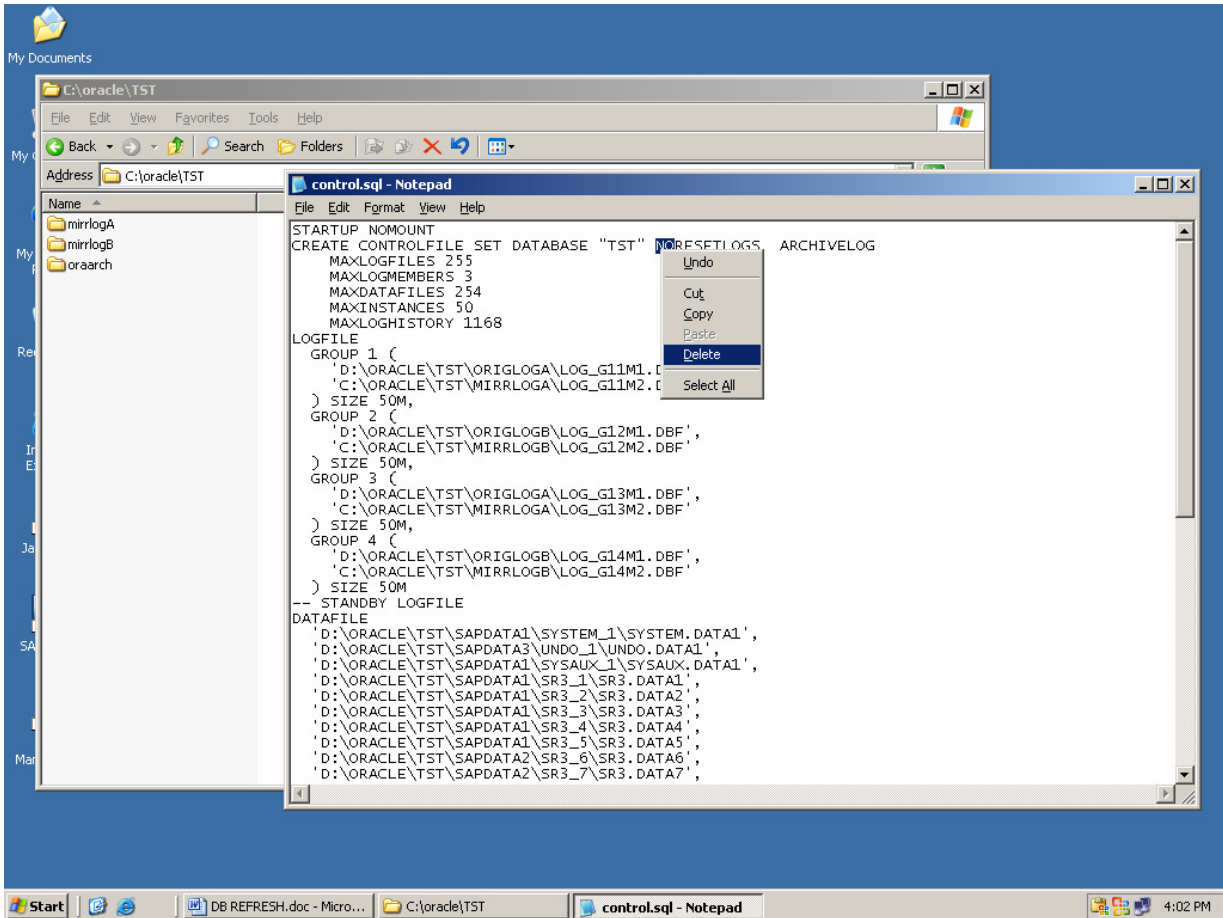 My Documents
C:\oracle\TST
File Edit View Favorites Tools Help
Back Search Folders
Address C:\oracle\TST
Name
mirrlogA
mirrlogB
oraarch
My
My
Re
In
E
Ja
SA
Mar
control.sql - Notepad
File Edit Format View Help
STARTUP NOMOUNT
CREATE CONTROLFILE SET DATABASE "TST" NORESETLOGS ARCHIVELOG
MAXLOGFILES 255
MAXLOGMEMBERS 3
MAXDATAFILES 254
MAXINSTANCES 50
MAXLOGHISTORY 1168
LOGFILE
GROUP 1 (
'D:\ORACLE\TST\ORIGLOGA\LOG_G11M1.D
'C:\ORACLE\TST\MIRRLOGA\LOG_G11M2.D
) SIZE 50M,
GROUP 2 (
'D:\ORACLE\TST\ORIGLOGB\LOG_G12M1.DBF',
'C:\ORACLE\TST\MIRRLOGB\LOG_G12M2.DBF'
) SIZE 50M,
GROUP 3 (
'D:\ORACLE\TST\ORIGLOGA\LOG_G13M1.DBF',
'C:\ORACLE\TST\MIRRLOGA\LOG_G13M2.DBF'
) SIZE 50M,
GROUP 4 (
'D:\ORACLE\TST\ORIGLOGB\LOG_G14M1.DBF',
'C:\ORACLE\TST\MIRRLOGB\LOG_G14M2.DBF'
) SIZE 50M
-- STANDBY LOGFILE
DATAFILE
'D:\ORACLE\TST\SAPDATA1\SYSTEM_1\SYSTEM.DATA1',
'D:\ORACLE\TST\SAPDATA3\UNDO_1\UNDO.DATA1',
'D:\ORACLE\TST\SAPDATA1\SYSAUX_1\SYSAUX.DATA1',
'D:\ORACLE\TST\SAPDATA1\SR3_1\SR3.DATA1',
'D:\ORACLE\TST\SAPDATA1\SR3_2\SR3.DATA2',
'D:\ORACLE\TST\SAPDATA1\SR3_3\SR3.DATA3',
'D:\ORACLE\TST\SAPDATA1\SR3_4\SR3.DATA4',
'D:\ORACLE\TST\SAPDATA1\SR3_5\SR3.DATA5',
'D:\ORACLE\TST\SAPDATA2\SR3_6\SR3.DATA6',
'D:\ORACLE\TST\SAPDATA2\SR3_7\SR3.DATA7',
Undo
Cut
Copy
Paste
Delete
Select All
Start
DB REFRESH.doc - Micro...
C:\oracle\TST
control.sql - Notepad
4:02 PM